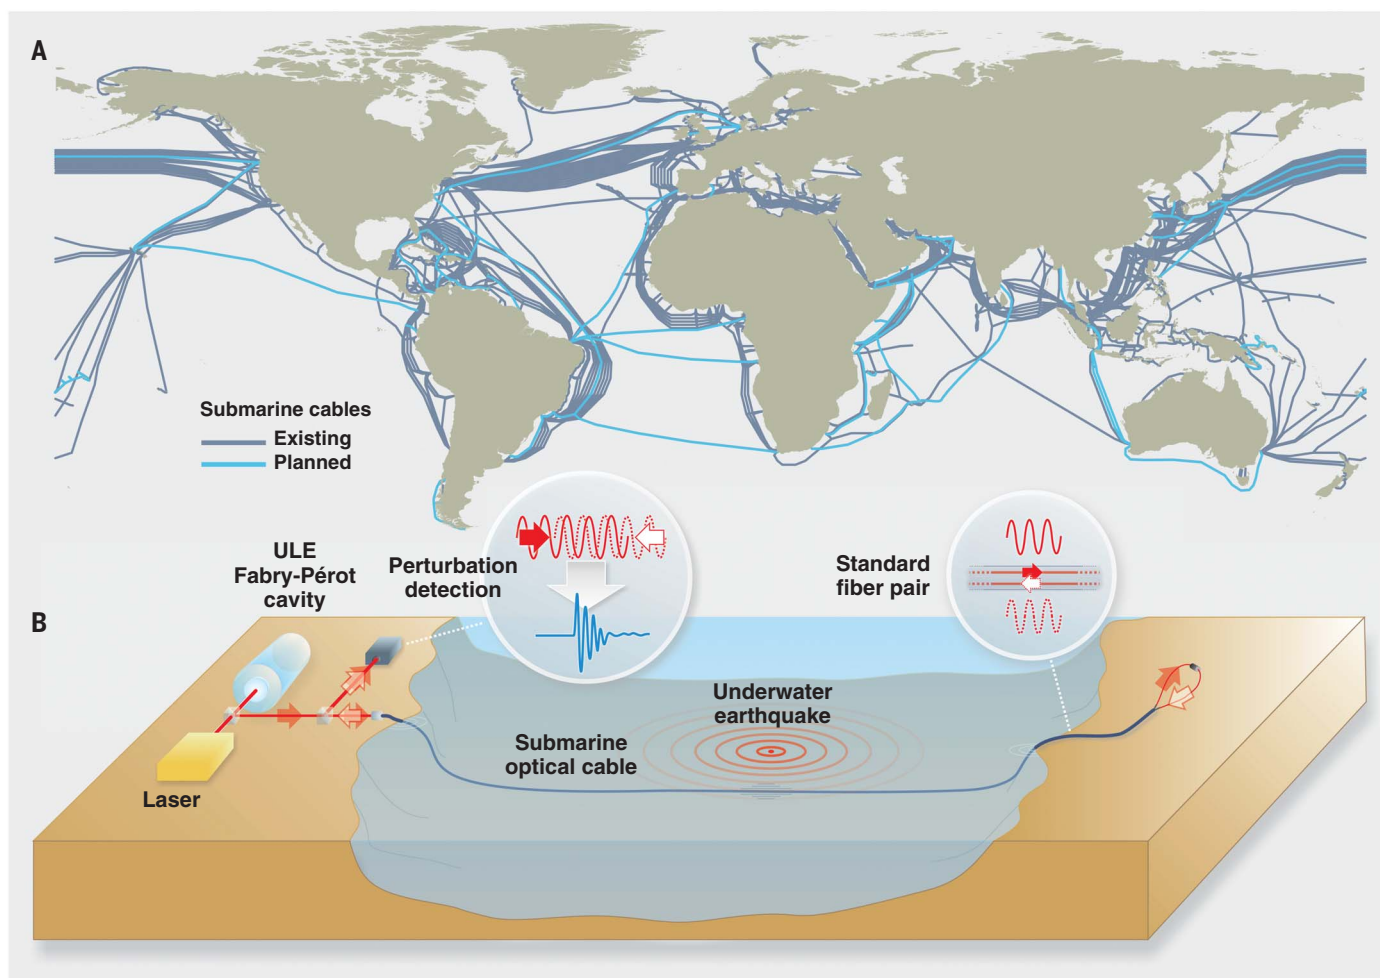 A
Submarine cables
Existing
Planned
B
ULE
Fabry-Pérot
cavity
Perturbation
detection
Standard
fiber pair
Underwater
earthquake
Submarine
optical cable
Laser